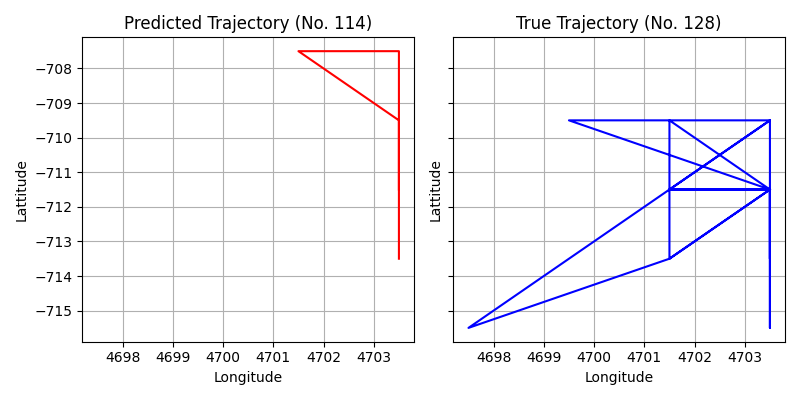 Predicted Trajectory (No. 114)
Lattitude
−708
−709
−710
−711
−712
−713
−714
−715
4698 4699 4700 4701 4702 4703
Longitude
True Trajectory (No. 128)
Lattitude
4698 4699 4700 4701 4702 4703
Longitude